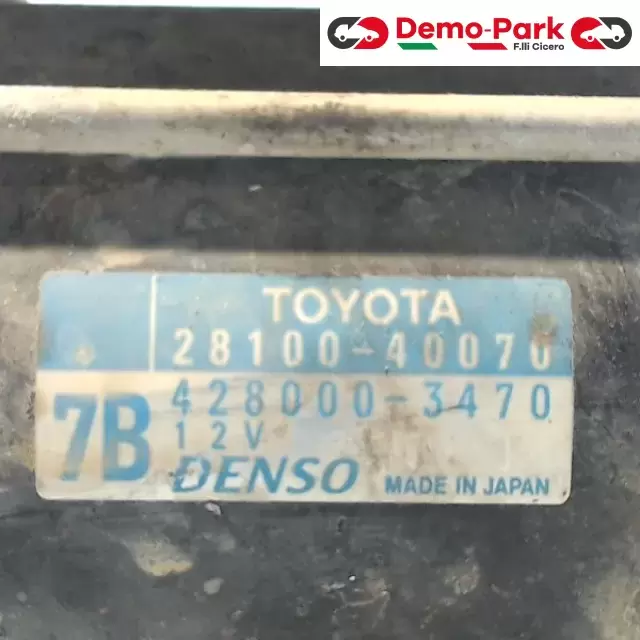 Demo-Park
F.lli Cicero
TOYOTA
28100-40070
7B
428000-3470
12V
DENSO
MADE IN JAPAN